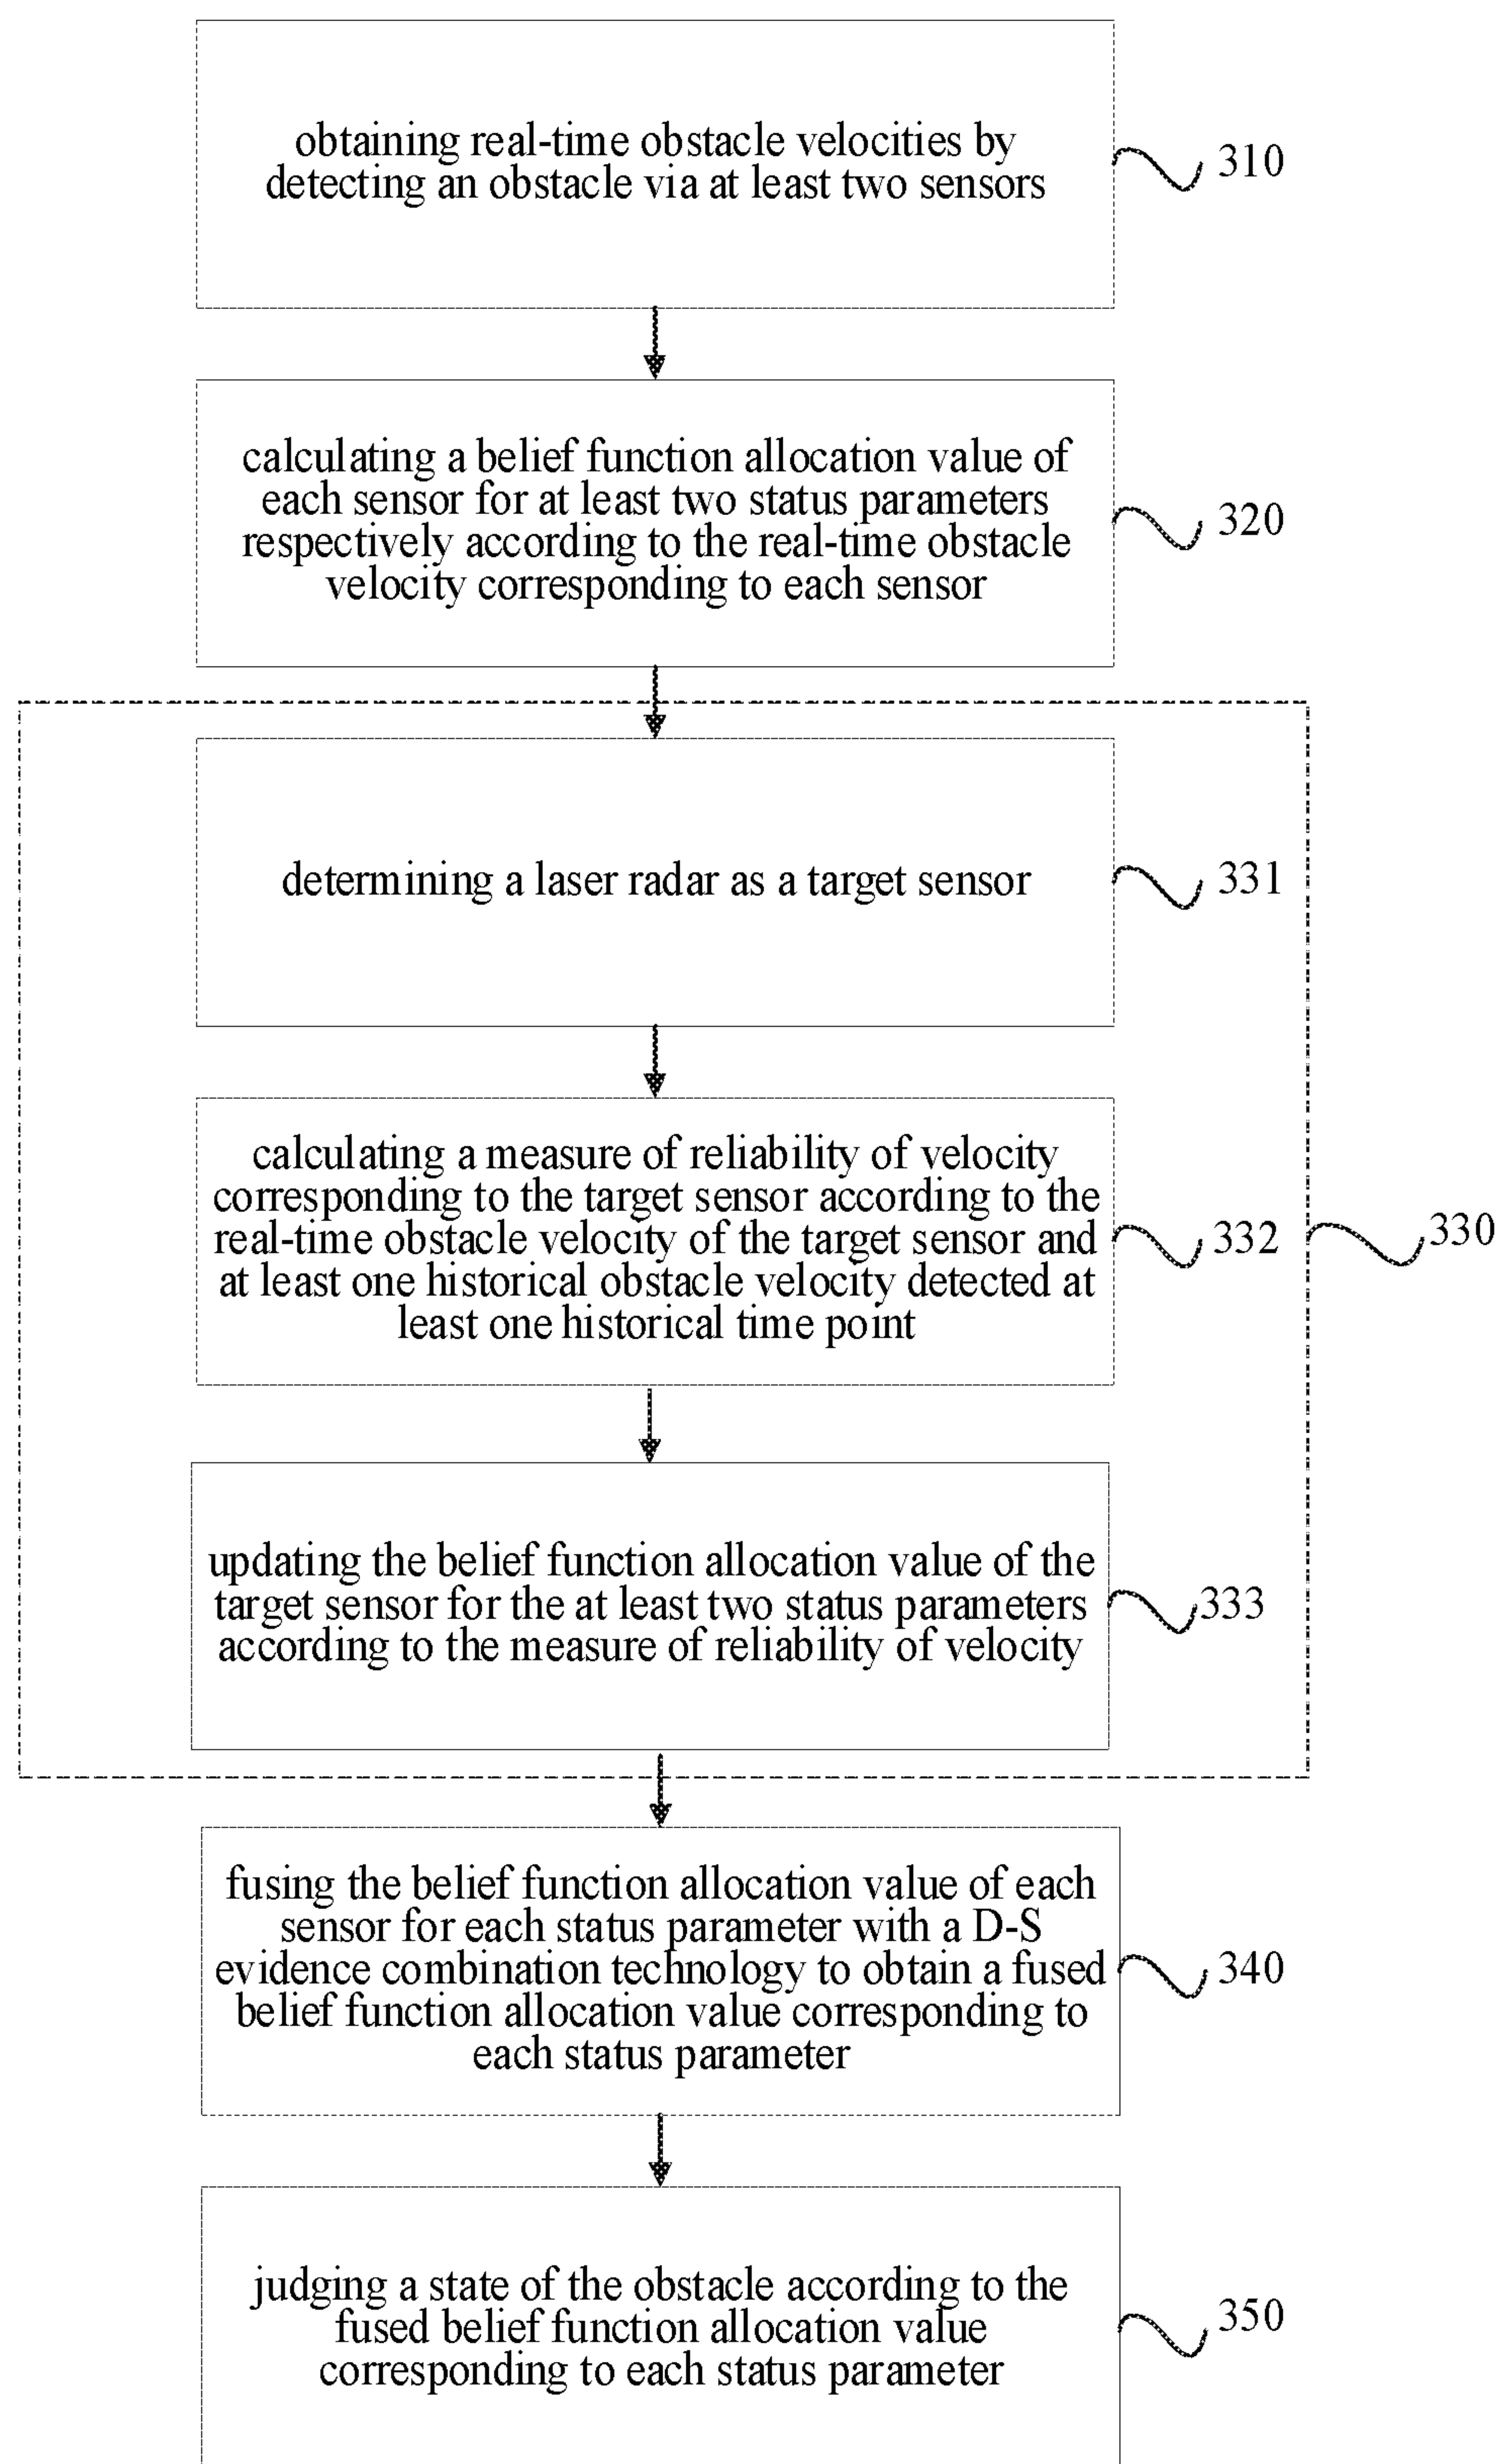 obtaining real-time obstacle velocities by
detecting an obstacle via at least two sensors
310
calculating a belief function allocation value of
each sensor for at least two status parameters
respectively according to the real-time obstacle
velocity corresponding to each sensor
320
determining a laser radar as a target sensor
331
calculating a measure of reliability of velocity
corresponding to the target sensor according to the
real-time obstacle velocity of the target sensor and
at least one historical obstacle velocity detected at
least one historical time point
332
330
updating the belief function allocation value of the
target sensor for the at least two status parameters
according to the measure of reliability of velocity
333
fusing the belief function allocation value of each
sensor for each status parameter with a D-S
evidence combination technology to obtain a fused
belief function allocation value corresponding to
each status parameter
340
judging a state of the obstacle according to the
fused belief function allocation value
corresponding to each status parameter
350